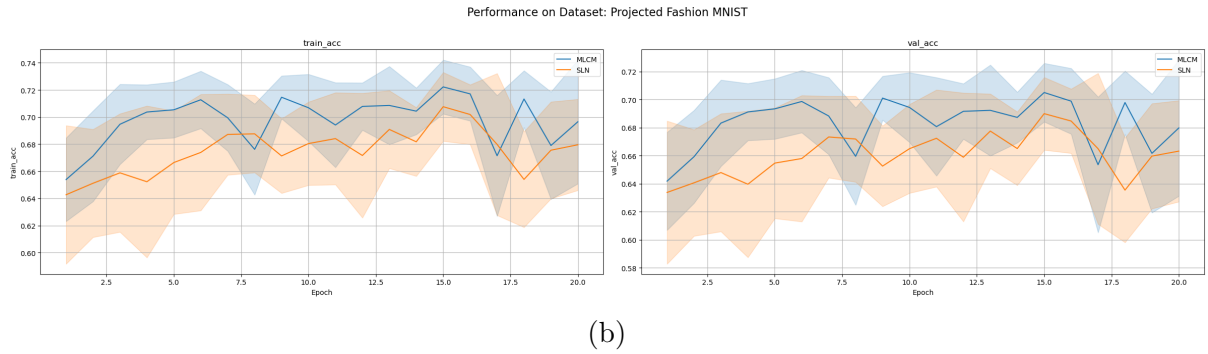 Performance on Dataset: Projected Fashion MNIST
train_acc
MLCM
SLN
0.74
0.72
0.70
0.68
0.66
0.64
0.62
0.60
train_acc
2.5 5.0 7.5 10.0 12.5 15.0 17.5 20.0
Epoch
val_acc
MLCM
SLN
0.72
0.70
0.68
0.66
0.64
0.62
0.60
0.58
val_acc
2.5 5.0 7.5 10.0 12.5 15.0 17.5 20.0
Epoch
(b)